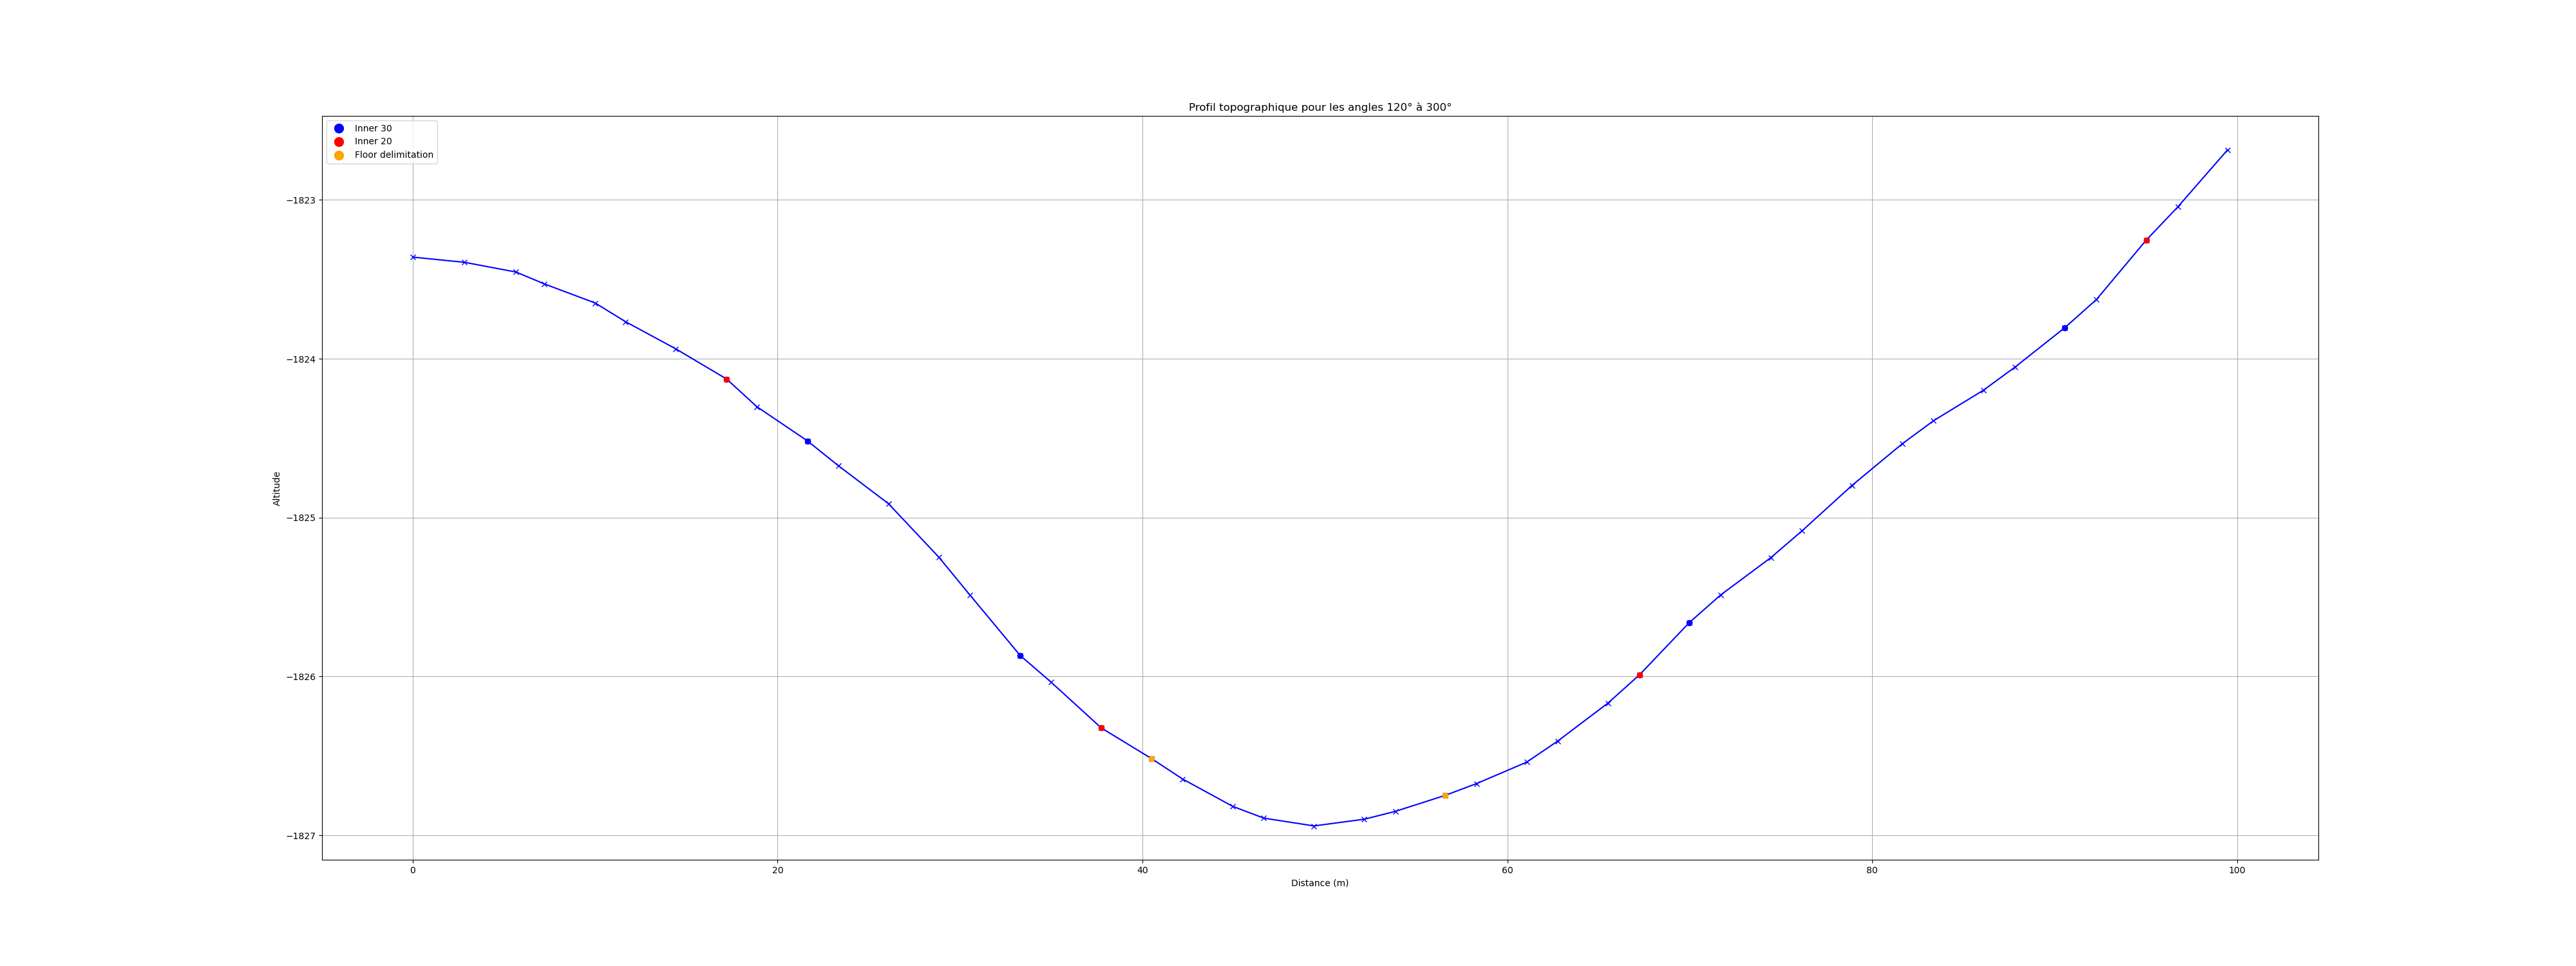 Profil topographique pour les angles 120° à 300°
Inner 30
Inner 20
Floor delimitation
−1823
−1824
−1825
−1826
−1827
Altitude
0 20 40 60 80 100
Distance (m)